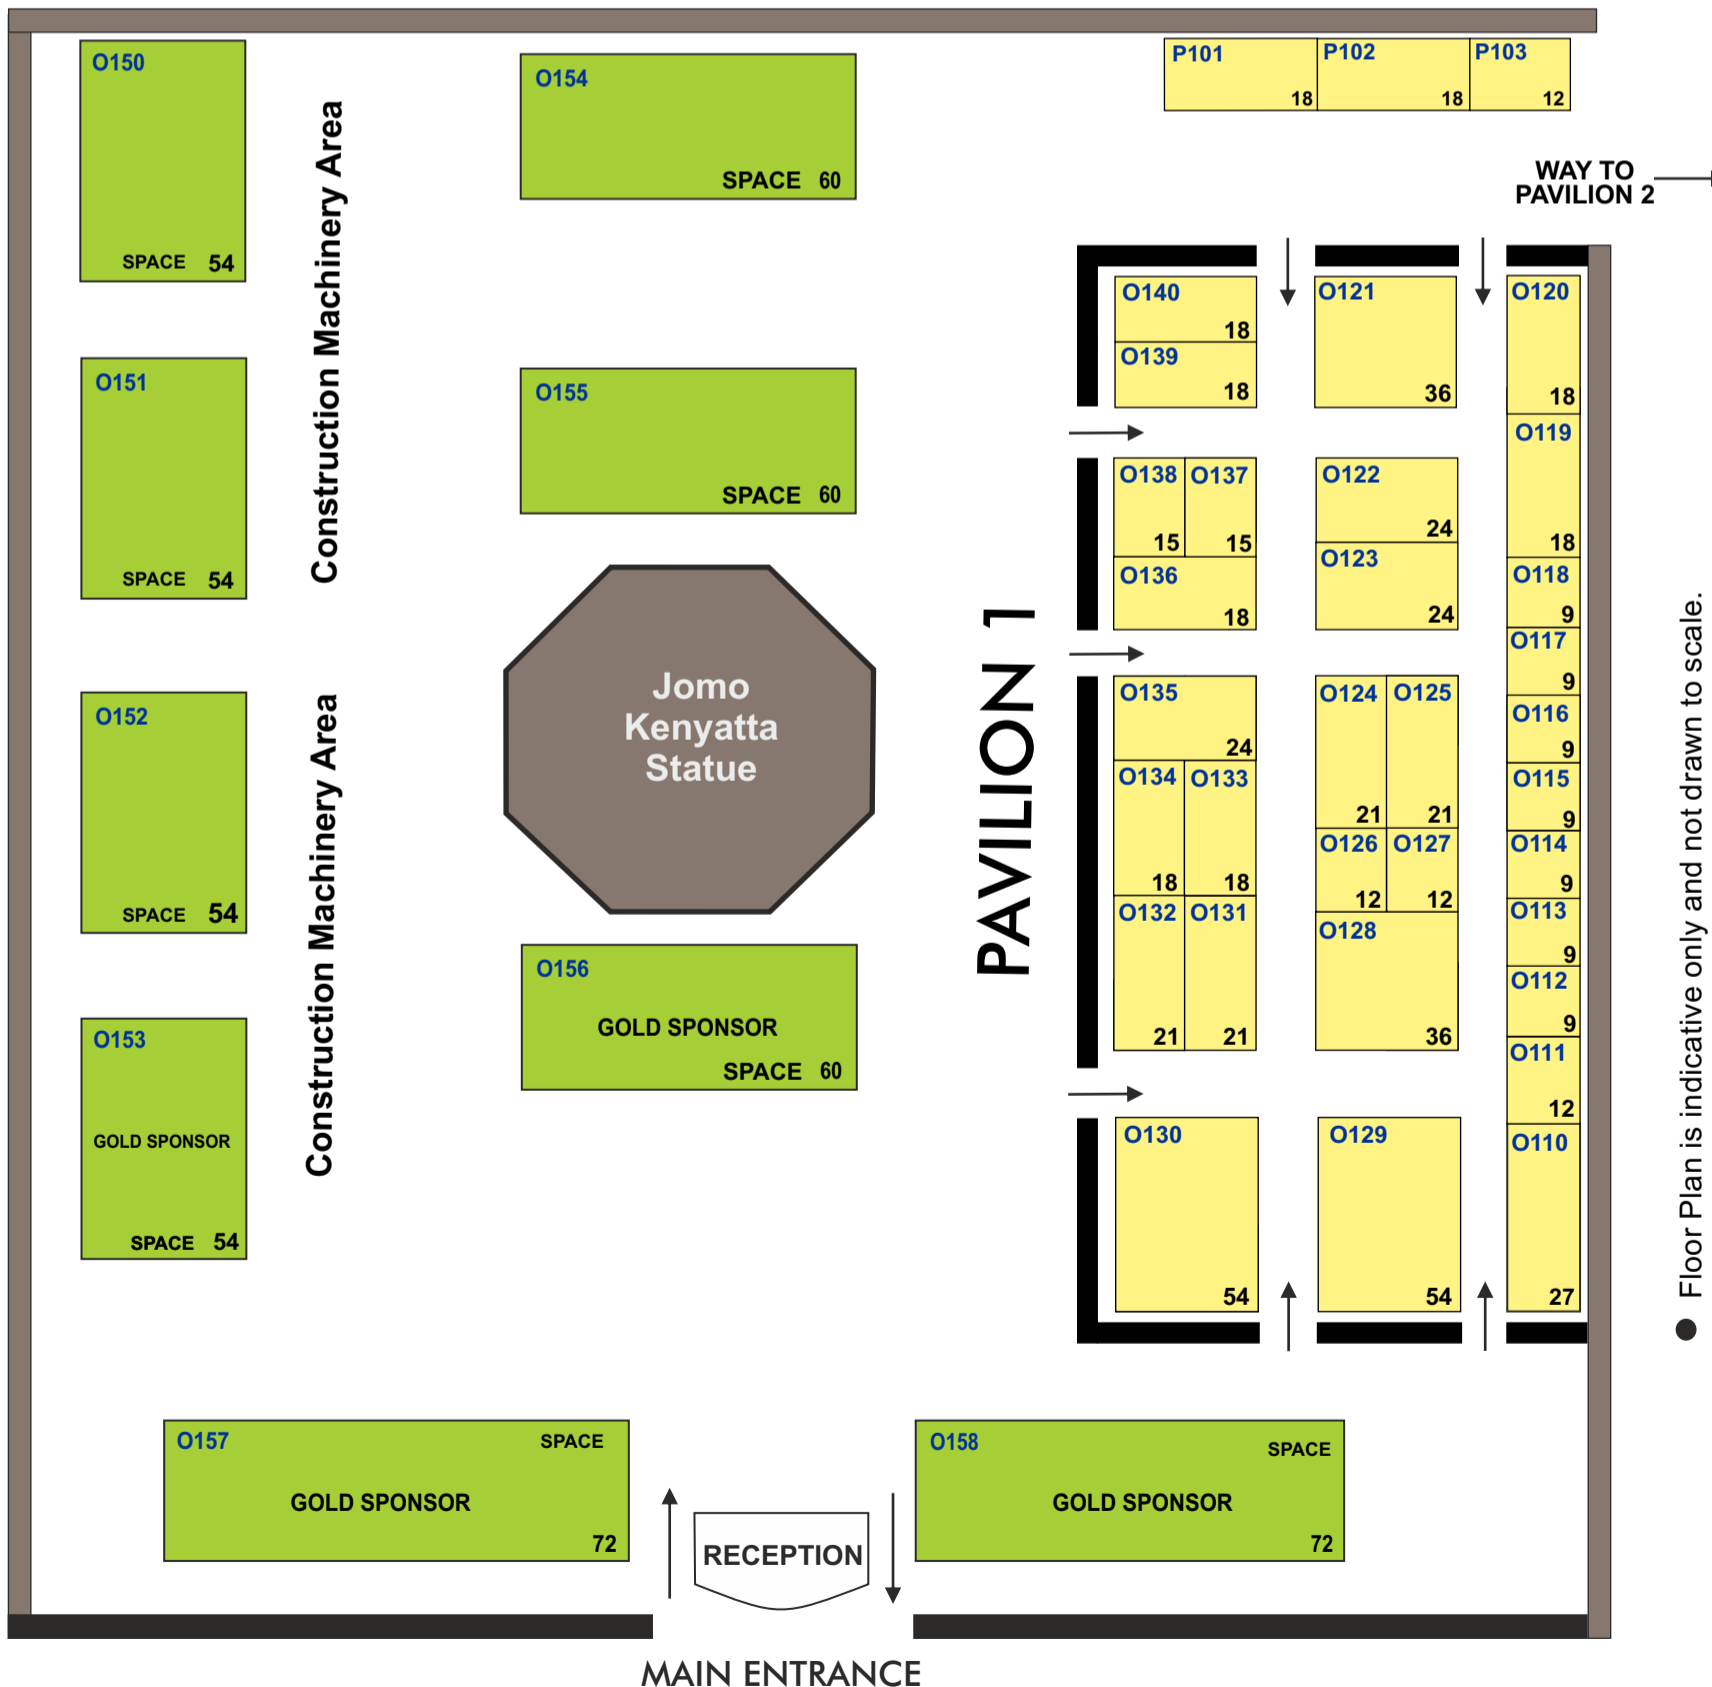 O150
SPACE 54
O151
SPACE 54
O152
SPACE 54
O153
GOLD SPONSOR
SPACE 54
Construction Machinery Area
Construction Machinery Area
O154
SPACE 60
O155
SPACE 60
Jomo
Kenyatta
Statue
O156
GOLD SPONSOR
SPACE 60
P101
18
P102
18
P103
12
WAY TO
PAVILION 2
PAVILION 1
O140
18
O139
18
O138
15
O137
15
O136
18
O135
24
O134
18
O133
18
O132
21
O131
21
O130
54
O121
36
O122
24
O123
24
O124
21
O125
21
O126
12
O127
12
O128
36
O129
54
O120
18
O119
18
O118
9
O117
9
O116
9
O115
9
O114
9
O113
9
O112
9
O111
12
O110
27
Floor Plan is indicative only and not drawn to scale.
O157
SPACE
GOLD SPONSOR
72
RECEPTION
O158
SPACE
GOLD SPONSOR
72
MAIN ENTRANCE